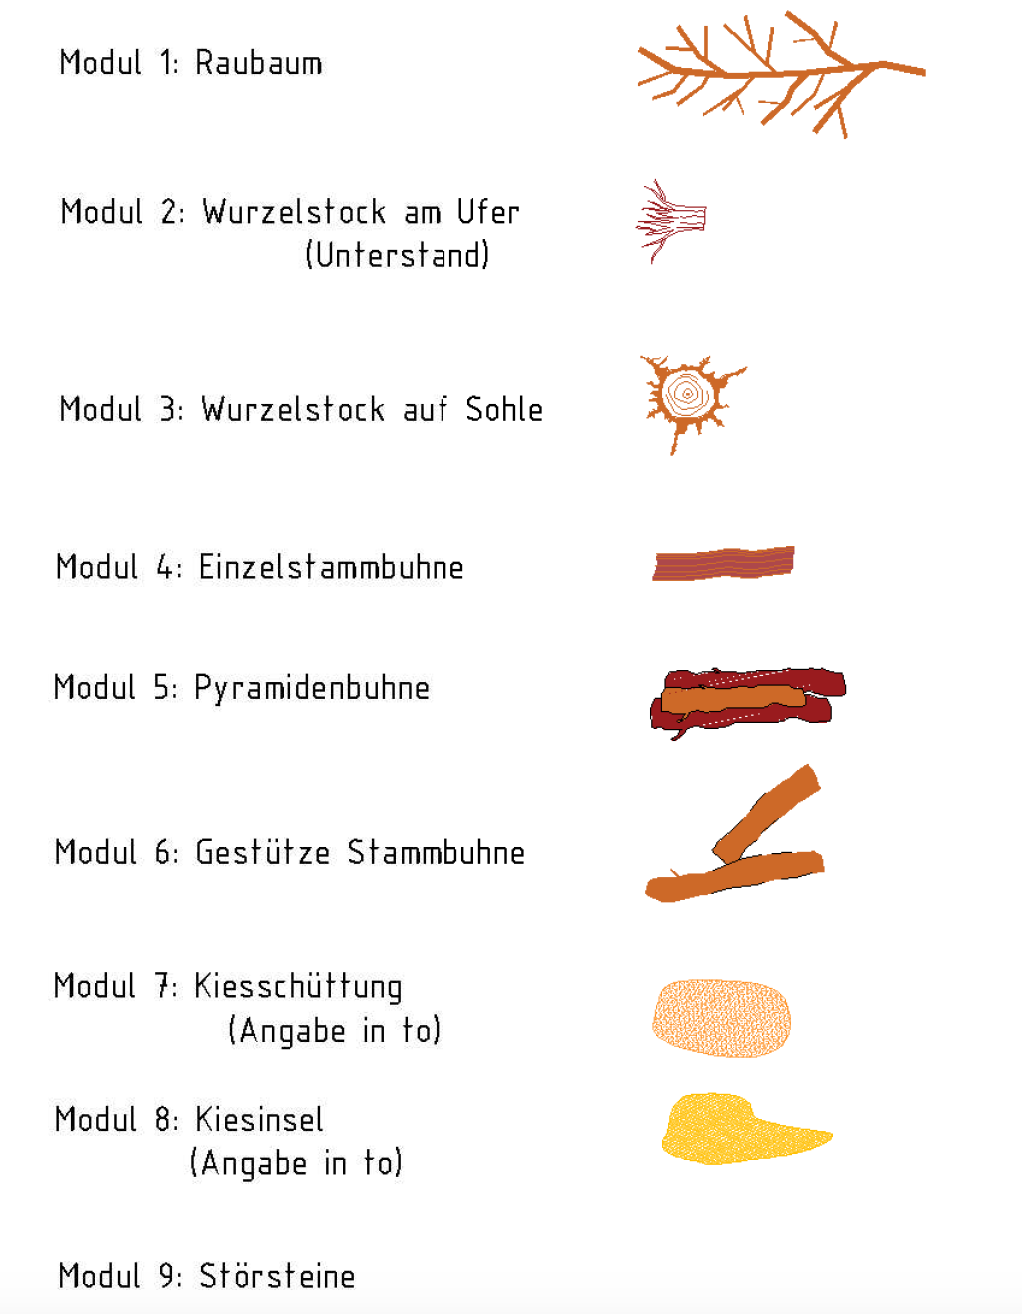 Modul 1: Raubaum
Modul 2: Wurzelstock am Ufer
(Unterstand)
Modul 3: Wurzelstock auf Sohle
Modul 4: Einzelstammbuhne
Modul 5: Pyramidenbuhne
Modul 6: Gestütze Stammbuhne
Modul 7: Kiesschüttung
(Angabe in to)
Modul 8: Kiesinsel
(Angabe in to)
Modul 9: Störsteine